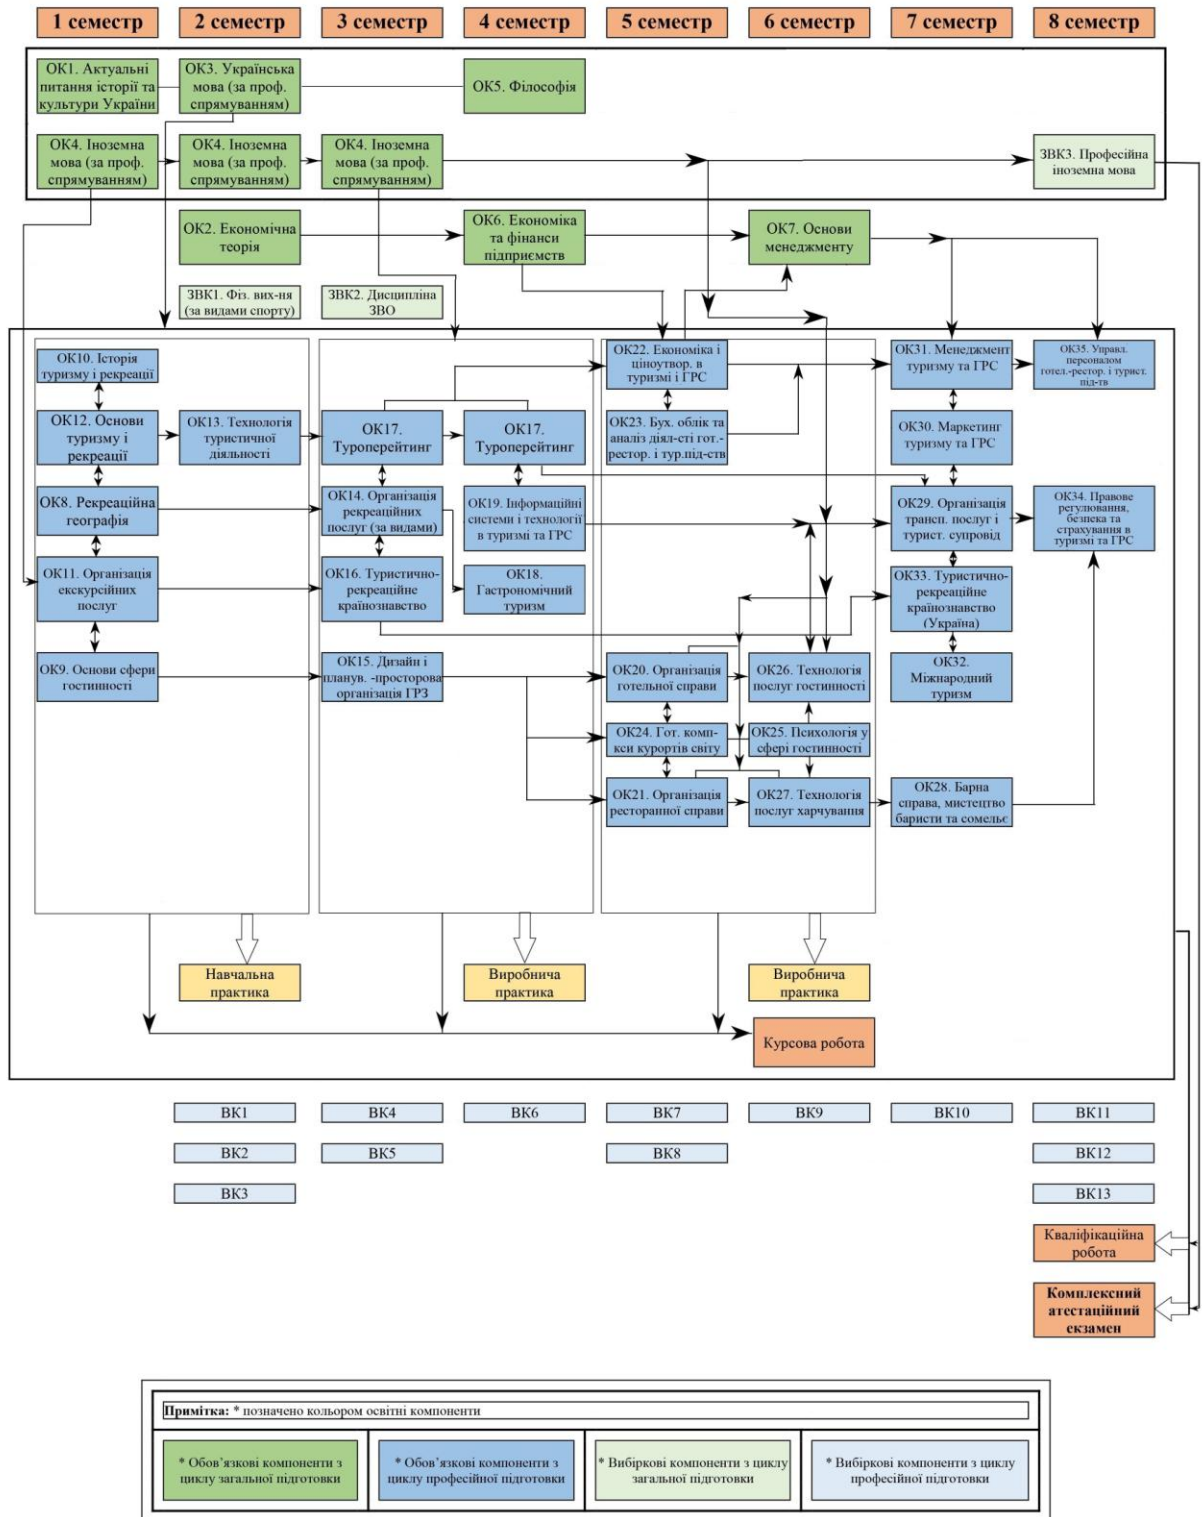 1 семестр
2 семестр
3 семестр
4 семестр
5 семестр
6 семестр
7 семестр
8 семестр
ОК1. Актуальні
питання історії та
культури України
ОК3. Українська
мова (за проф.
спрямуванням)
ОК5. Філософія
ОК4. Іноземна
мова (за проф.
спрямуванням)
ОК4. Іноземна
мова (за проф.
спрямуванням)
ОК4. Іноземна
мова (за проф.
спрямуванням)
ЗВК3. Професійна
іноземна мова
ОК2. Економічна
теорія
ОК6. Економіка
та фінанси
підприємств
ОК7. Основи
менеджменту
ЗВК1. Фіз. вих-ня
(за видами спорту)
ЗВК2. Дисципліна
ЗВО
ОК10. Історія
туризму і рекреації
ОК22. Економіка і
ціноутвор. в
туризмі і ГРС
ОК31. Менеджмент
туризму та ГРС
ОК35. Управл.
персоналом
готел.-рестор. і турист.
під-тв
ОК12. Основи
туризму і
рекреації
ОК13. Технологія
туристичної
діяльності
ОК17.
Туроперейтинг
ОК17.
Туроперейтинг
ОК23. Бух. облік та
аналіз діял-сті гот.-
рестор. і тур.під-ств
ОК30. Маркетинг
туризму та ГРС
ОК8. Рекреаційна
географія
ОК14. Організація
рекреаційних
послуг (за видами)
ОК19. Інформаційні
системи і технології
в туризмі та ГРС
ОК29. Організація
трансп. послуг і
турист. супровід
ОК34. Правове
регулювання,
безпека та
страхування в
туризмі та ГРС
ОК11. Організація
екскурсійних
послуг
ОК16. Туристично-
рекреаційне
країнознавство
ОК18.
Гастрономічний
туризм
ОК33. Туристично-
рекреаційне
країнознавство
(Україна)
ОК9. Основи сфери
гостинності
ОК15. Дизайн і
планув. -просторова
організація ГРЗ
ОК20. Організація
готельної справи
ОК26. Технологія
послуг гостинності
ОК32.
Міжнародний
туризм
ОК24. Гот. комп-
кси курортів світу
ОК25. Психологія у
сфері гостинності
ОК21. Організація
ресторанної справи
ОК27. Технологія
послуг харчування
ОК28. Барна
справа, мистецтво
баристи та сомельє
Навчальна
практика
Виробнича
практика
Виробнича
практика
Курсова робота
ВК1
ВК4
ВК6
ВК7
ВК9
ВК10
ВК11
ВК2
ВК5
ВК8
ВК12
ВК3
ВК13
Кваліфікаційна
робота
Комплексний
атестаційний
екзамен
Примітка: * позначено кольором освітні компоненти
* Обов’язкові компоненти з
циклу загальної підготовки
* Обов’язкові компоненти з
циклу професійної підготовки
* Вибіркові компоненти з циклу
загальної підготовки
* Вибіркові компоненти з циклу
професійної підготовки